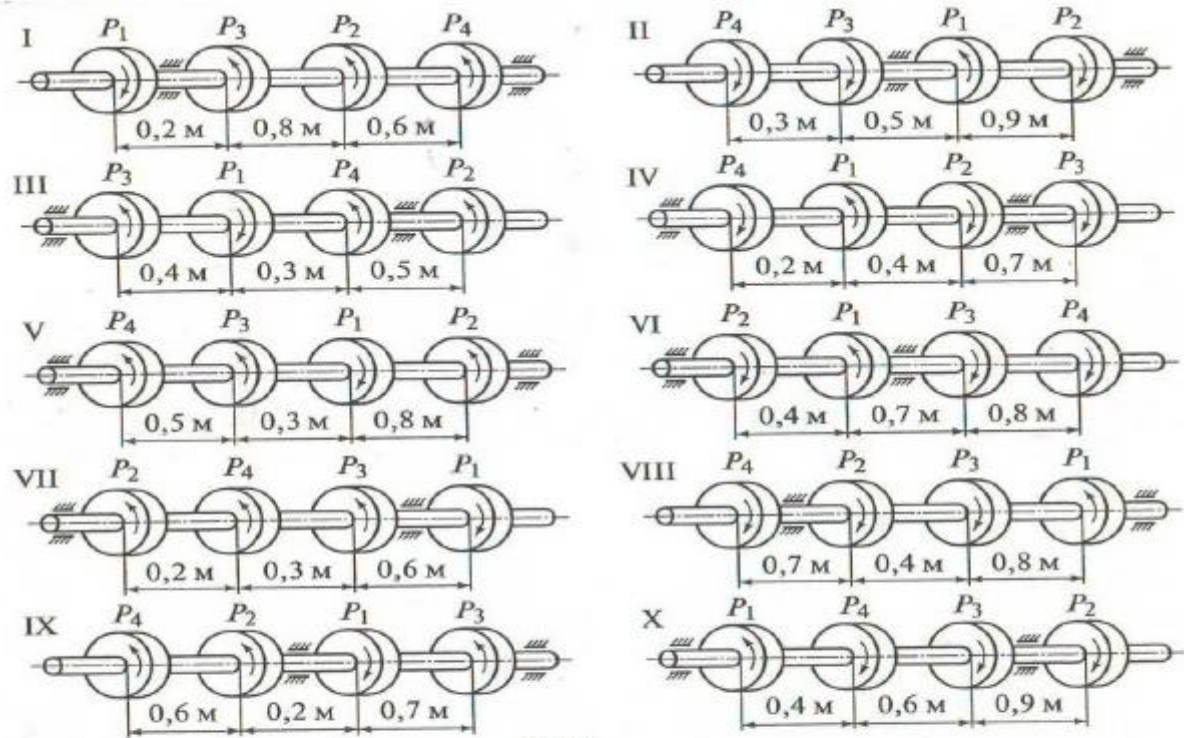 I P₁ P₃ P₂ P₄
0,2 м 0,8 м 0,6 м
II P₄ P₃ P₁ P₂
0,3 м 0,5 м 0,9 м
III P₃ P₁ P₄ P₂
0,4 м 0,3 м 0,5 м
IV P₄ P₁ P₂ P₃
0,2 м 0,4 м 0,7 м
V P₄ P₃ P₁ P₂
0,5 м 0,3 м 0,8 м
VI P₂ P₁ P₃ P₄
0,4 м 0,7 м 0,8 м
VII P₂ P₄ P₃ P₁
0,2 м 0,3 м 0,6 м
VIII P₄ P₂ P₃ P₁
0,7 м 0,4 м 0,8 м
IX P₄ P₂ P₁ P₃
0,6 м 0,2 м 0,7 м
X P₁ P₄ P₃ P₂
0,4 м 0,6 м 0,9 м